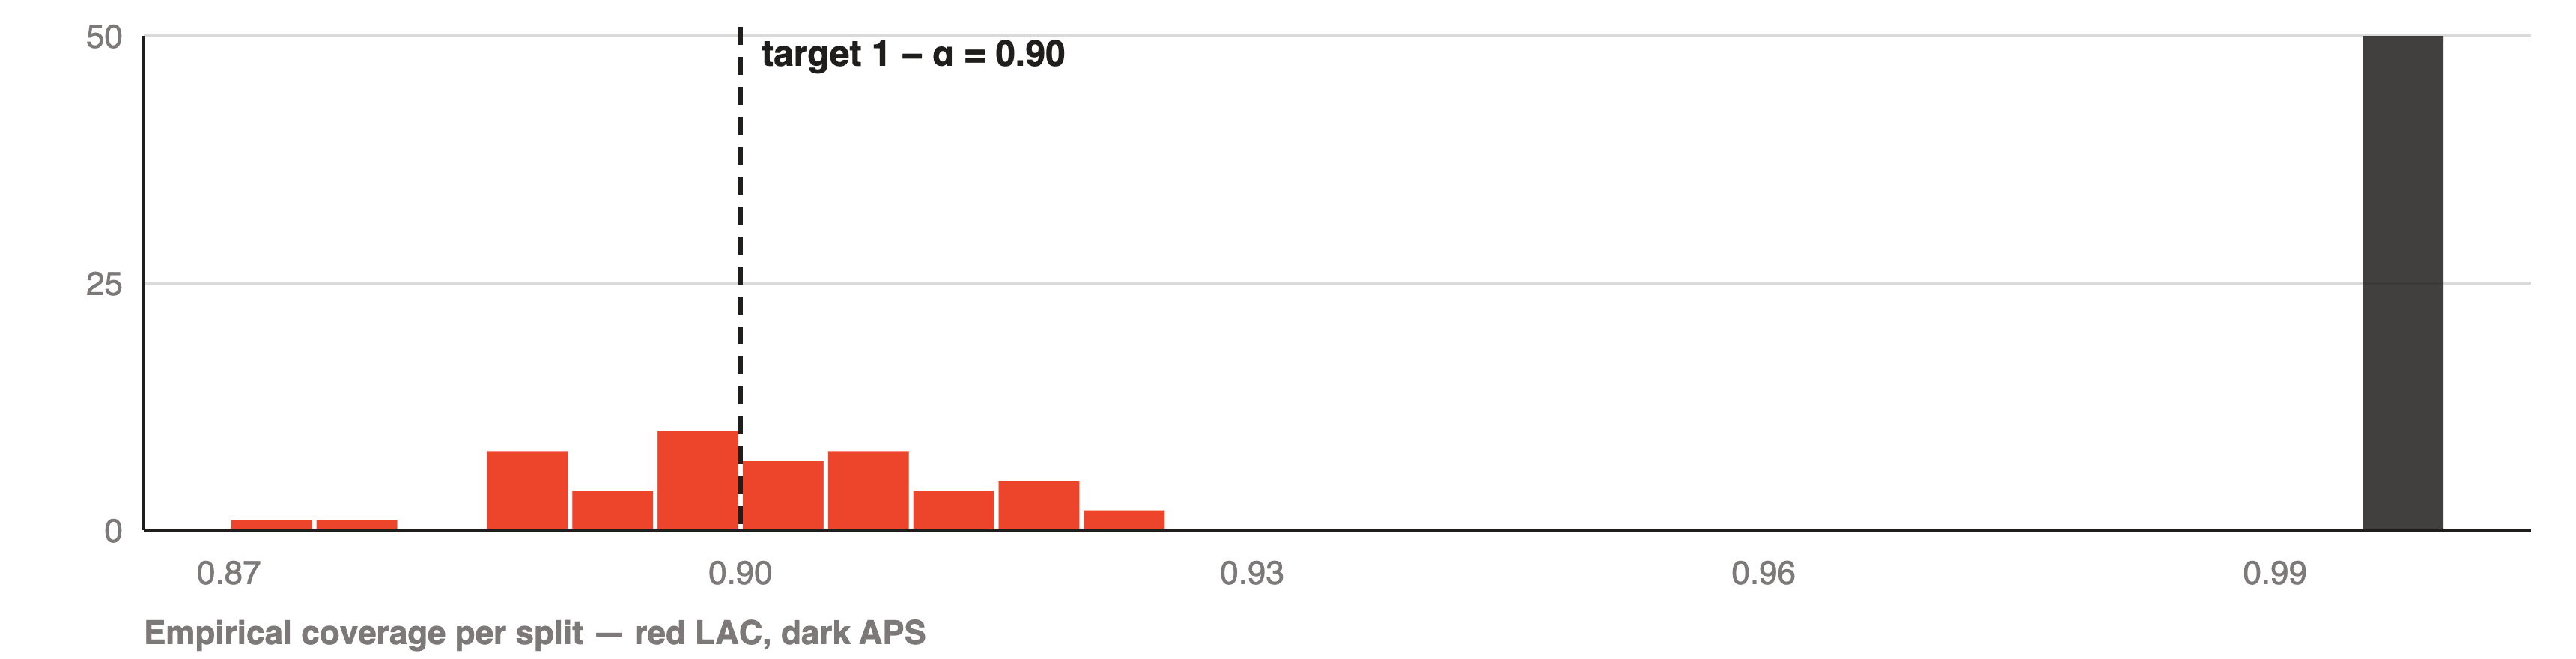 50
target 1 – α = 0.90
25
0
0.87 0.90 0.93 0.96 0.99
Empirical coverage per split — red LAC, dark APS